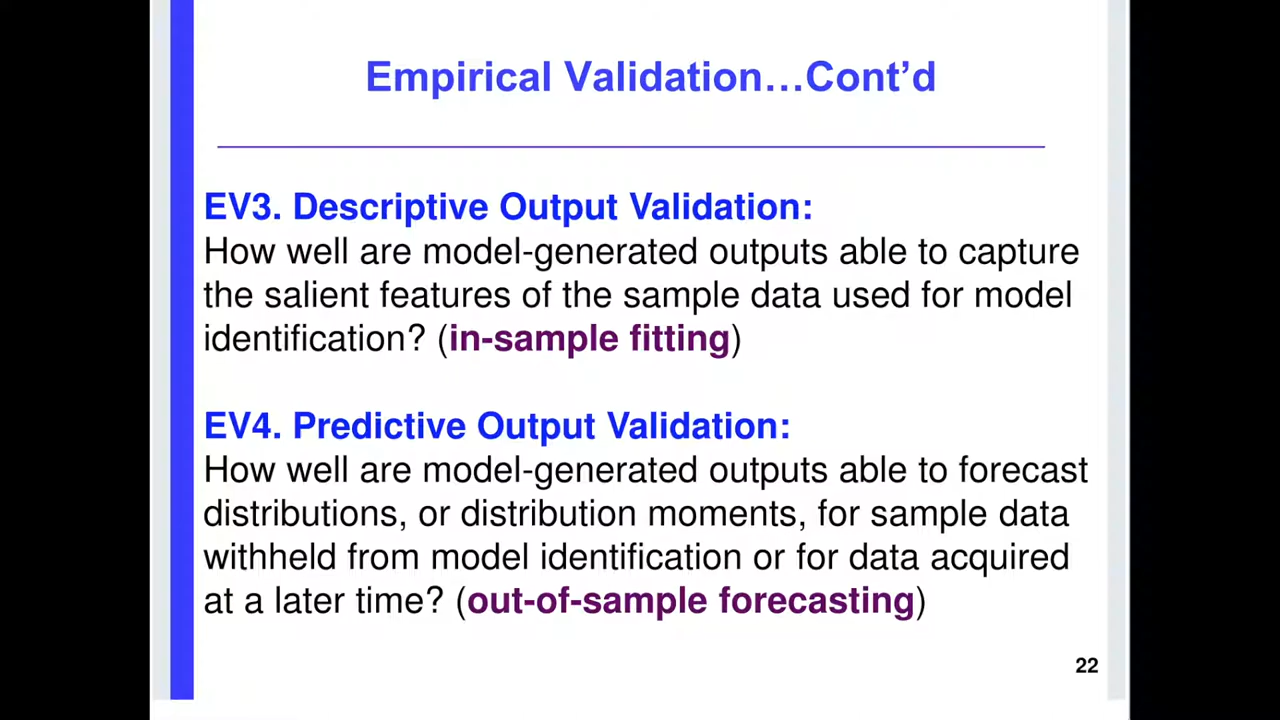 Empirical Validation…Cont’d
EV3. Descriptive Output Validation:
How well are model-generated outputs able to capture
the salient features of the sample data used for model
identification? (in-sample fitting)
EV4. Predictive Output Validation:
How well are model-generated outputs able to forecast
distributions, or distribution moments, for sample data
withheld from model identification or for data acquired
at a later time? (out-of-sample forecasting)
22